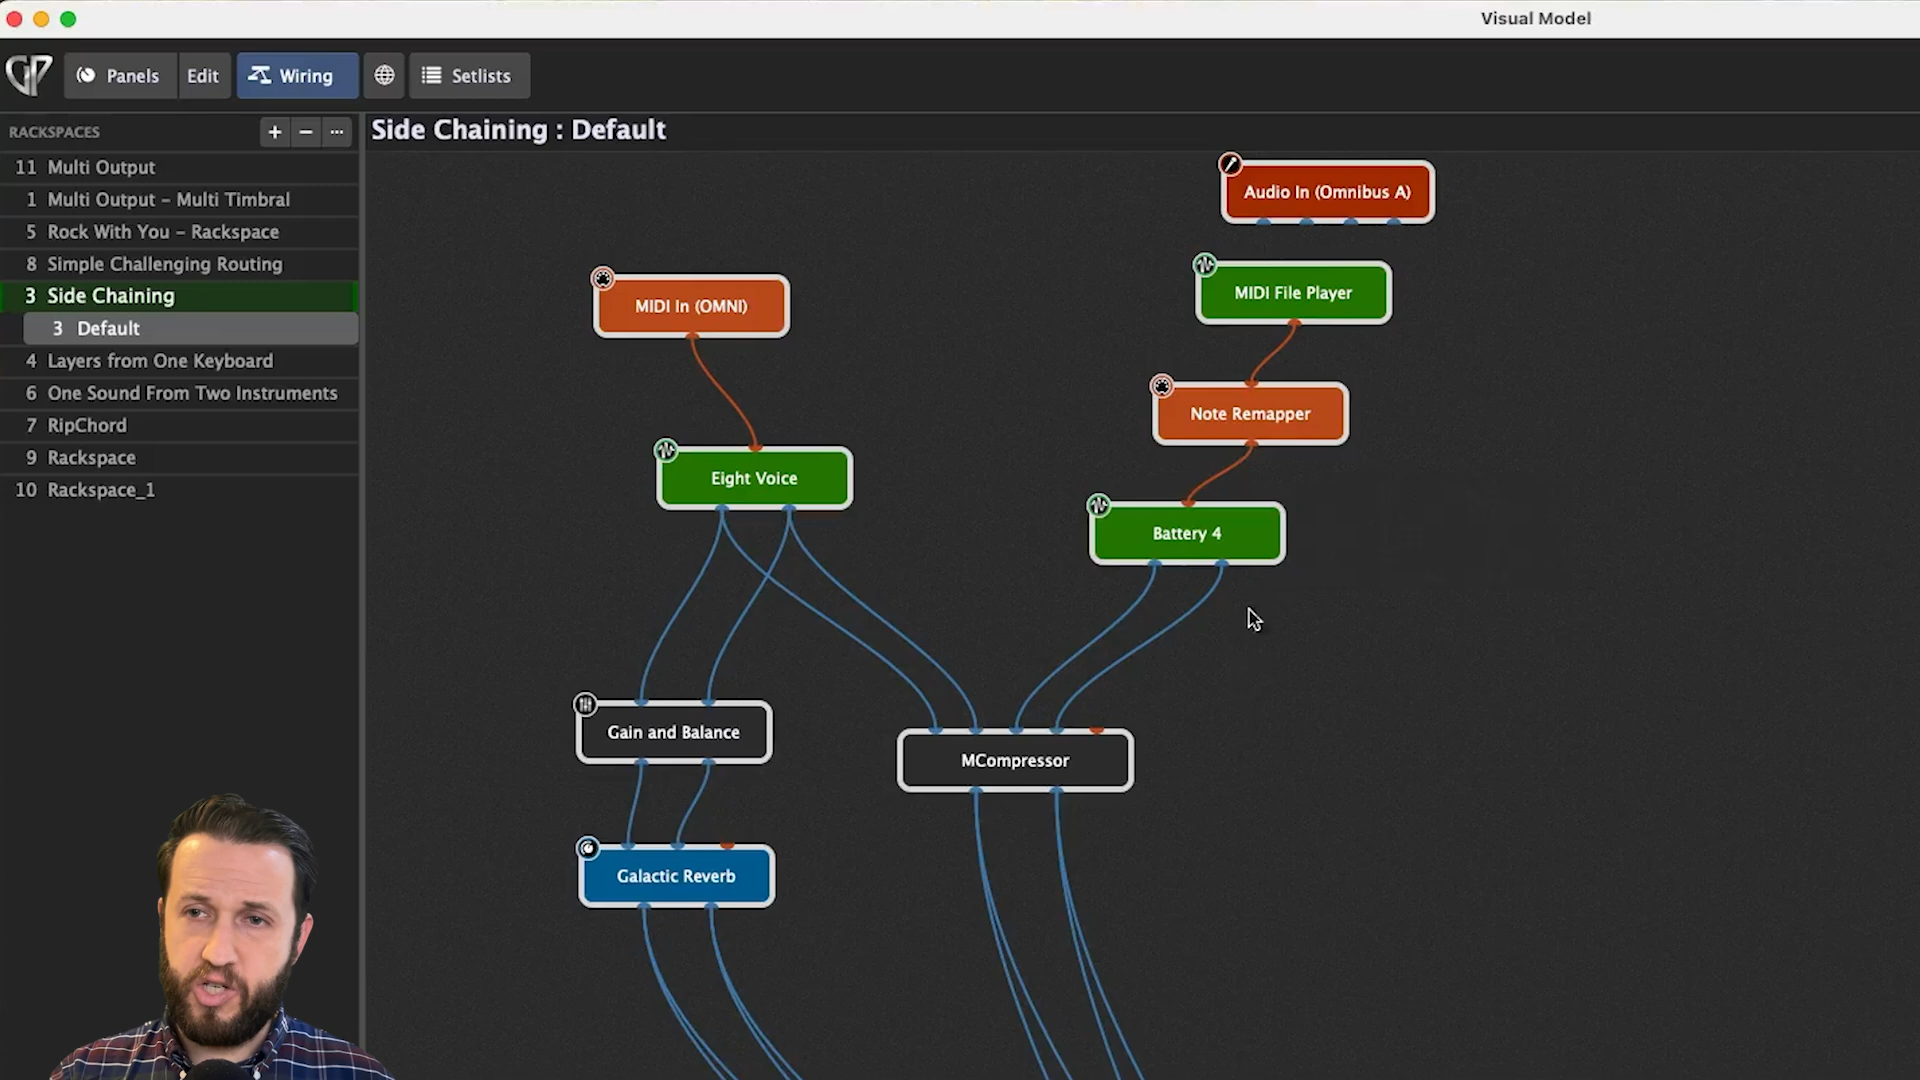 Visual Model
GP Panels Edit Wiring Setlists
RACKSPACES + − ...
Side Chaining : Default
11 Multi Output
1 Multi Output – Multi Timbral
5 Rock With You – Rackspace
8 Simple Challenging Routing
3 Side Chaining
3 Default
4 Layers from One Keyboard
6 One Sound From Two Instruments
7 RipChord
9 Rackspace
10 Rackspace_1
Audio In (Omnibus A)
MIDI In (OMNI)
MIDI File Player
Note Remapper
Eight Voice
Battery 4
Gain and Balance
MCompressor
Galactic Reverb